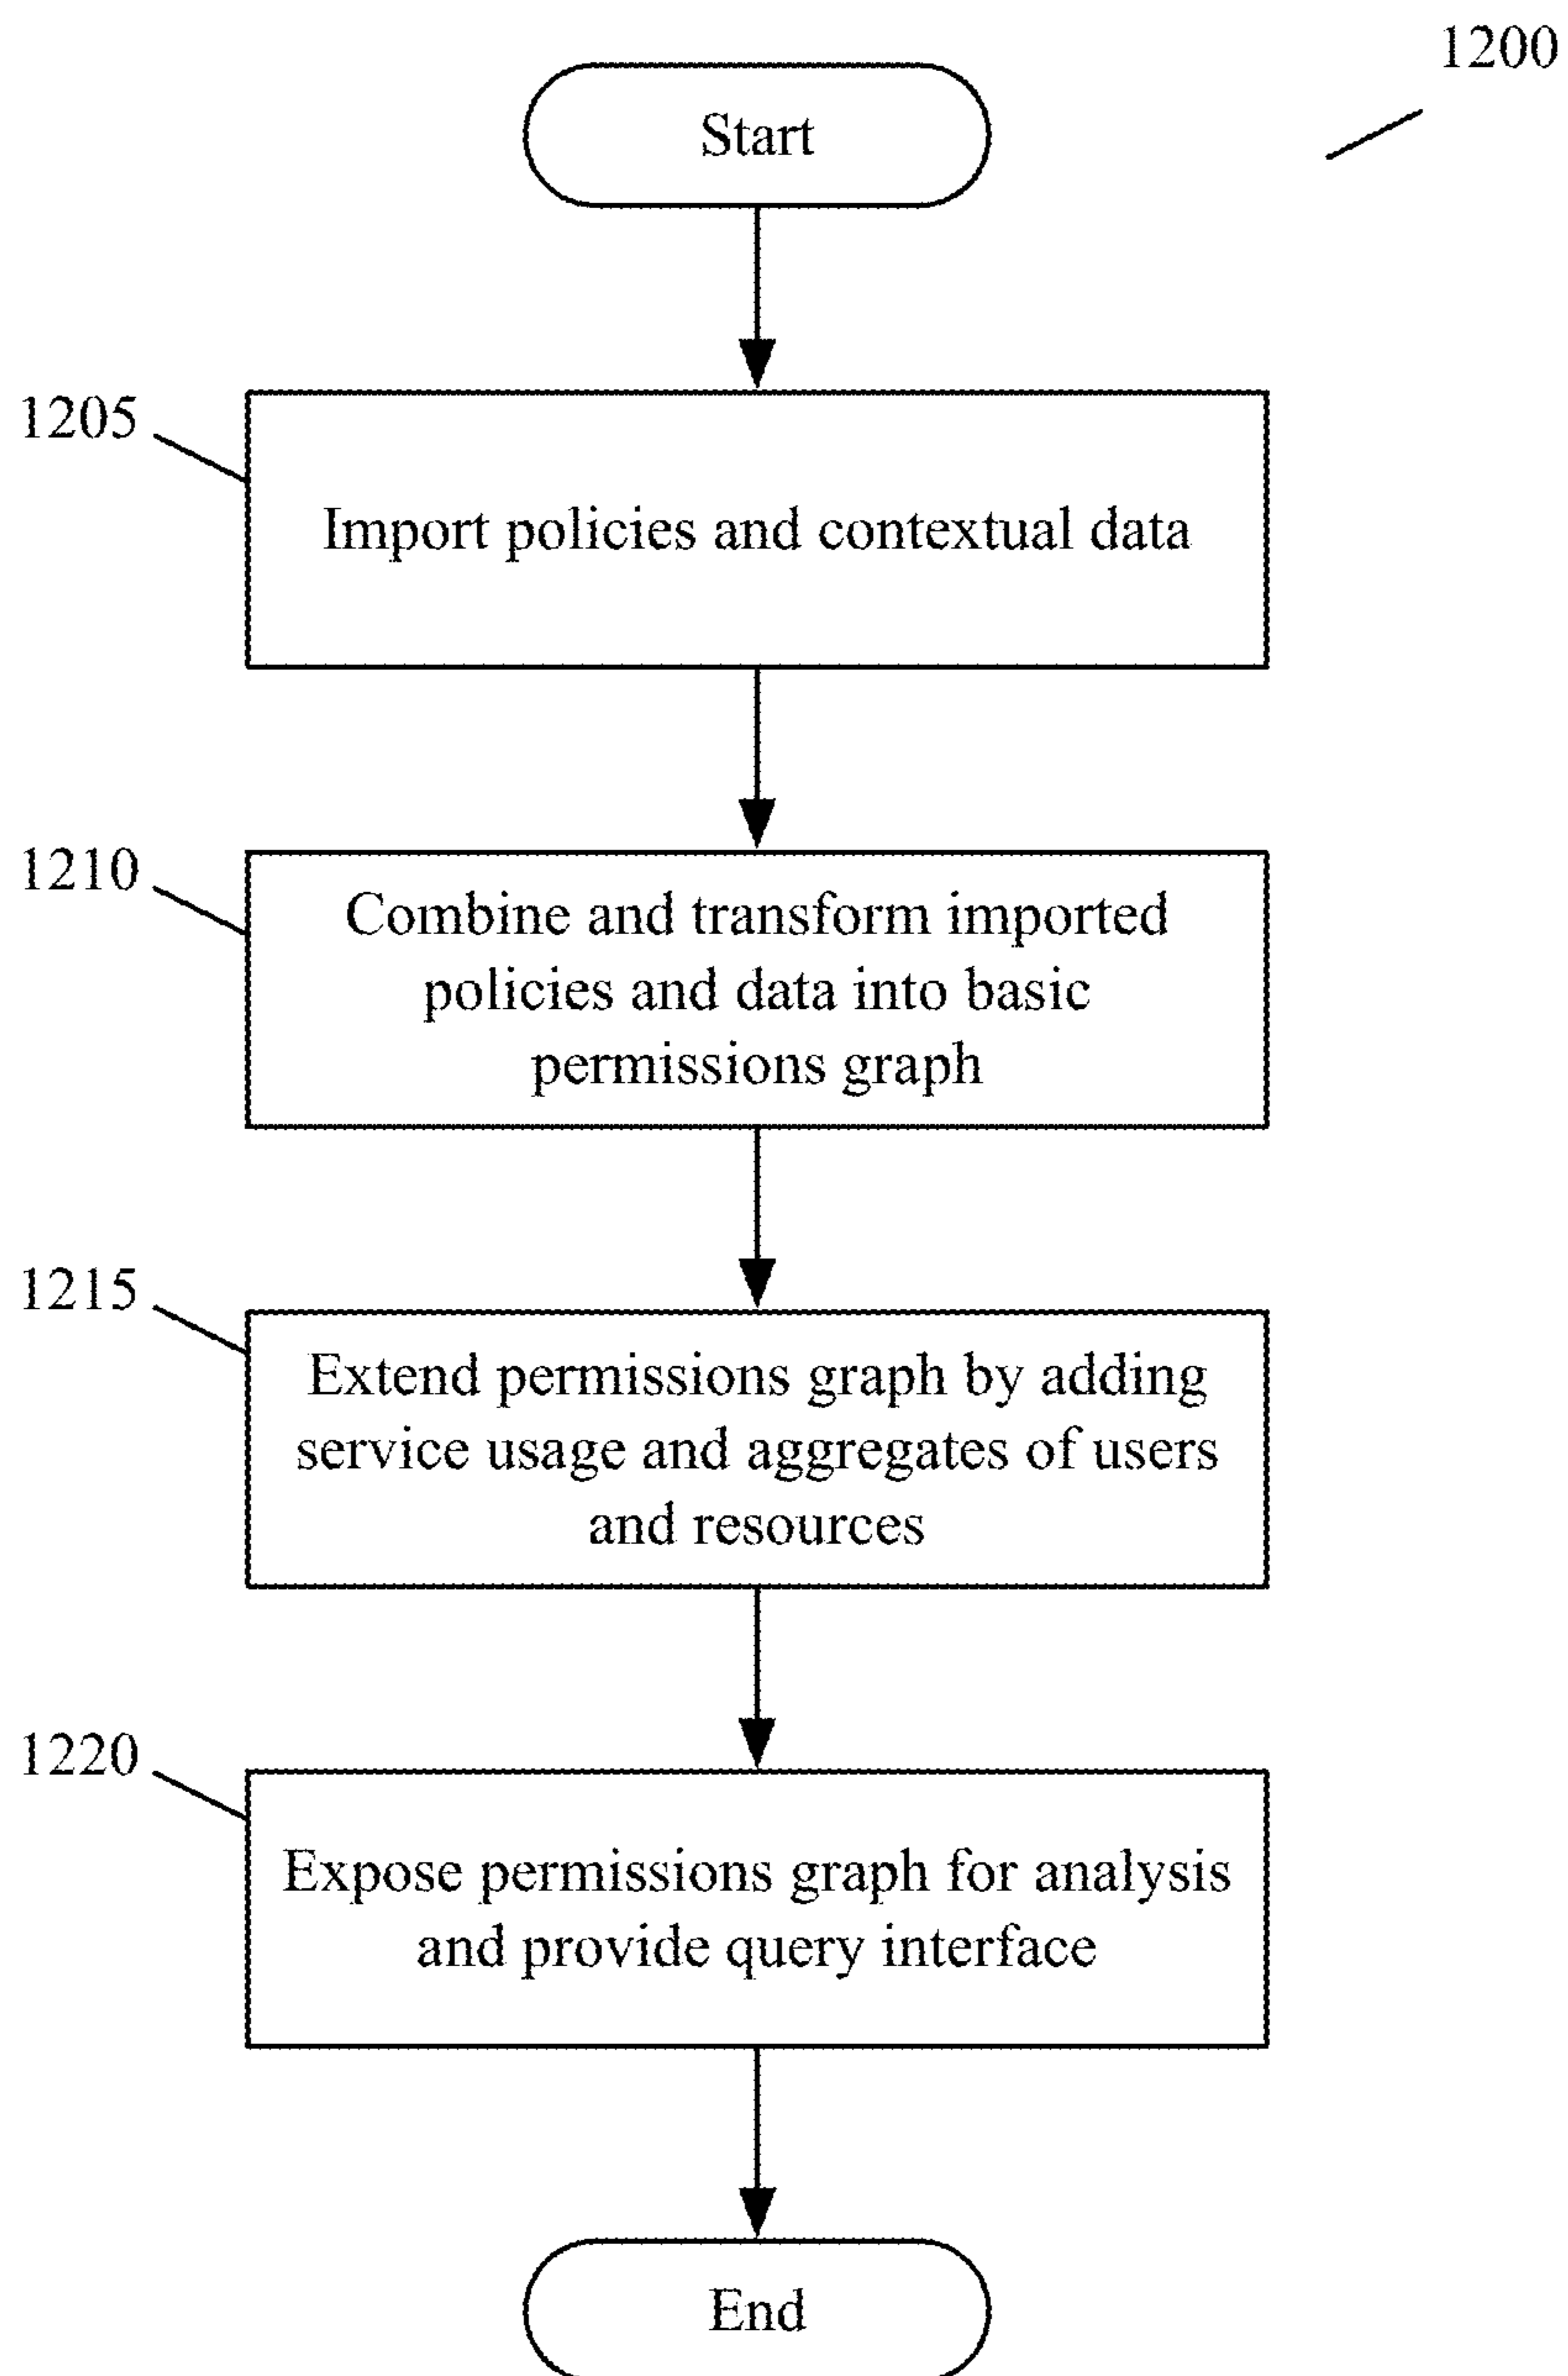 1200
Start
1205
Import policies and contextual data
1210
Combine and transform imported
policies and data into basic
permissions graph
1215
Extend permissions graph by adding
service usage and aggregates of users
and resources
1220
Expose permissions graph for analysis
and provide query interface
End